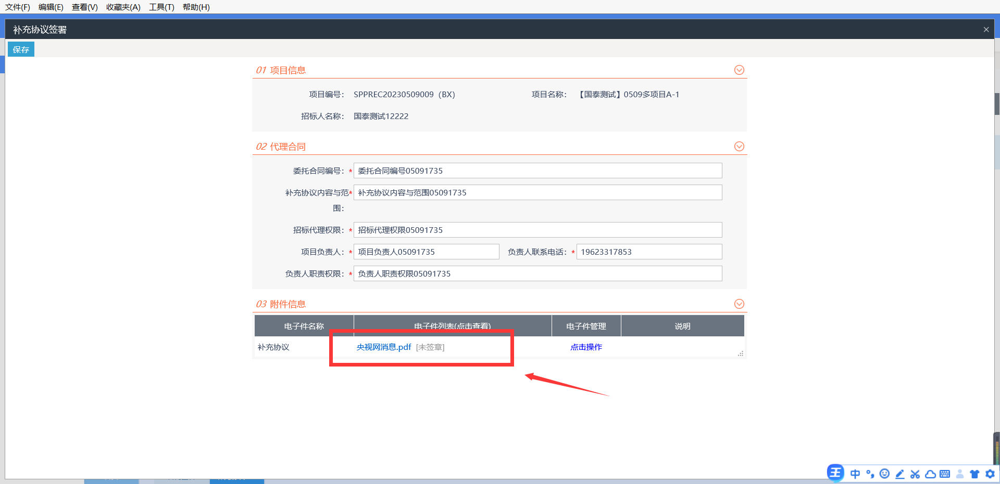 文件(F) 编辑(E) 查看(V) 收藏夹(A) 工具(T) 帮助(H)
补充协议签署
保存
01 项目信息
项目编号： SPPREC20230509009（BX） 项目名称： 【国泰测试】0509多项目A-1
招标人名称： 国泰测试12222
02 代理合同
委托合同编号：* 委托合同编号05091735
补充协议内容与范* 补充协议内容与范围05091735
围：
招标代理权限：* 招标代理权限05091735
项目负责人：* 项目负责人05091735 负责人联系电话：* 19623317853
负责人职责权限：* 负责人职责权限05091735
03 附件信息
电子件名称 电子件列表(点击查看) 电子件管理 说明
补充协议 央视网消息.pdf [未签章] 点击操作
王 中